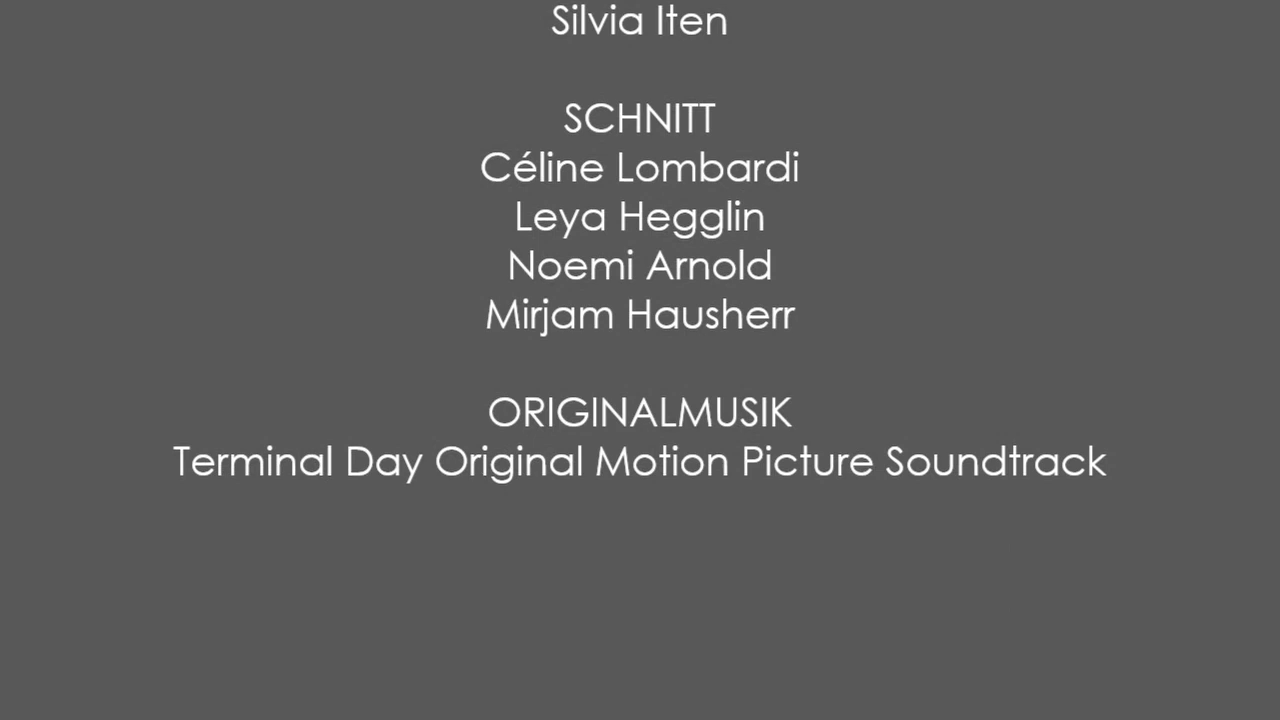 Silvia Iten
SCHNITT
Céline Lombardi
Leya Hegglin
Noemi Arnold
Mirjam Hausherr
ORIGINALMUSIK
Terminal Day Original Motion Picture Soundtrack